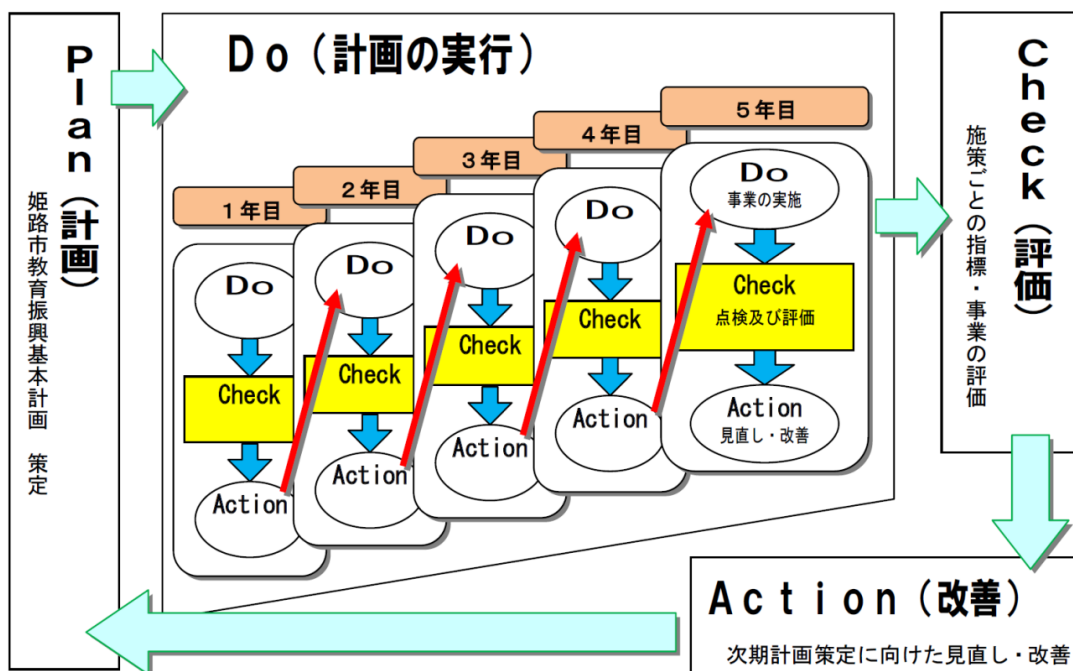 Plan（計画）
姫路市教育振興基本計画　策定
Do（計画の実行）
1年目
Do
Check
Action
2年目
Do
Check
Action
3年目
Do
Check
Action
4年目
Do
Check
Action
5年目
Do
事業の実施
Check
点検及び評価
Action
見直し・改善
Check（評価）
施策ごとの指標・事業の評価
Action（改善）
次期計画策定に向けた見直し・改善